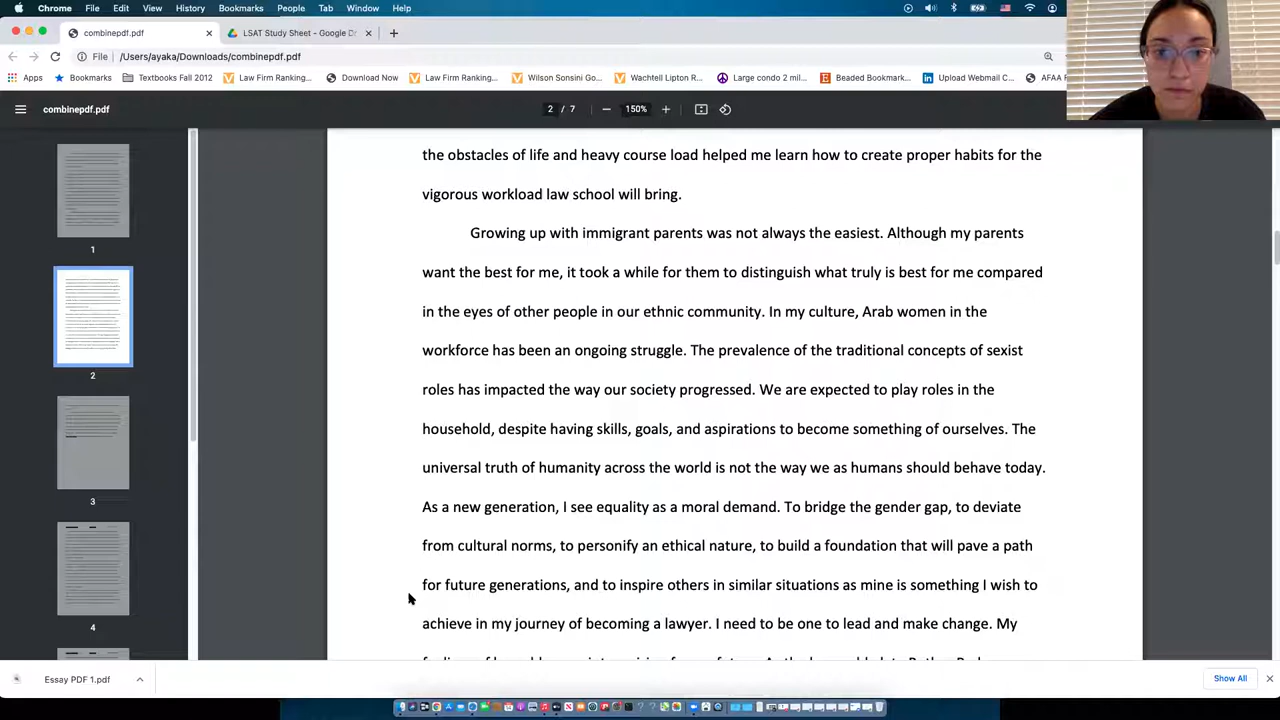 Chrome File Edit View History Bookmarks People Tab Window Help
combinepdf.pdf LSAT Study Sheet - Google Dr
File /Users/ayaka/Downloads/combinepdf.pdf
Apps Bookmarks Textbooks Fall 2012 Law Firm Ranking... Download now Law Firm Ranking... Wilson Sonsini Go... Wachtell Lipton R... Large condo 2 mil... Beaded Bookmark... Upload Webmail C... AFAA
combinepdf.pdf 2 / 7 150%
the obstacles of life and heavy course load helped me learn how to create proper habits for the
vigorous workload law school will bring.
Growing up with immigrant parents was not always the easiest. Although my parents
want the best for me, it took a while for them to distinguish what truly is best for me compared
in the eyes of other people in our ethnic community. In my culture, Arab women in the
workforce has been an ongoing struggle. The prevalence of the traditional concepts of sexist
roles has impacted the way our society progressed. We are expected to play roles in the
household, despite having skills, goals, and aspirations to become something of ourselves. The
universal truth of humanity across the world is not the way we as humans should behave today.
As a new generation, I see equality as a moral demand. To bridge the gender gap, to deviate
from cultural norms, to personify an ethical nature, to build a foundation that will pave a path
for future generations, and to inspire others in similar situations as mine is something I wish to
achieve in my journey of becoming a lawyer. I need to be one to lead and make change. My
1
2
3
4
Essay PDF 1.pdf Show All